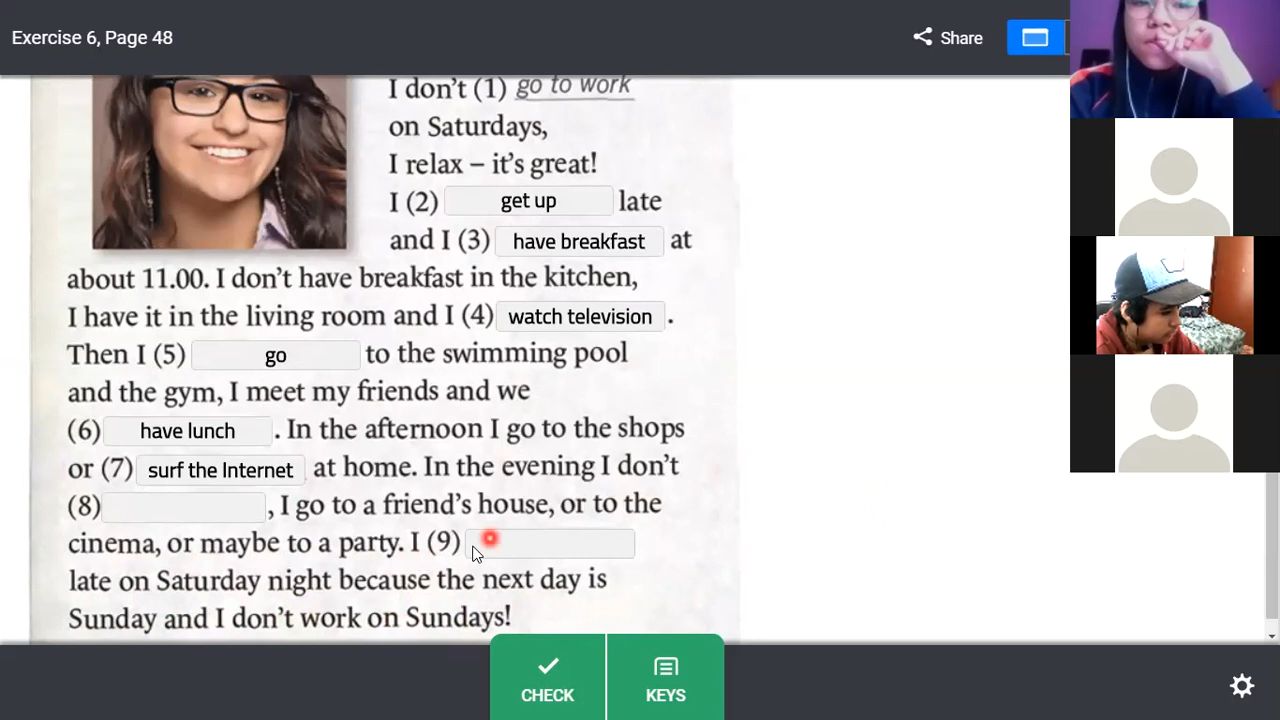 Exercise 6, Page 48
Share
I don't (1) go to work
on Saturdays,
I relax – it's great!
I (2) get up late
and I (3) have breakfast at
about 11.00. I don't have breakfast in the kitchen,
I have it in the living room and I (4) watch television .
Then I (5) go to the swimming pool
and the gym, I meet my friends and we
(6) have lunch . In the afternoon I go to the shops
or (7) surf the Internet at home. In the evening I don't
(8) , I go to a friend's house, or to the
cinema, or maybe to a party. I (9)
late on Saturday night because the next day is
Sunday and I don't work on Sundays!
CHECK
KEYS